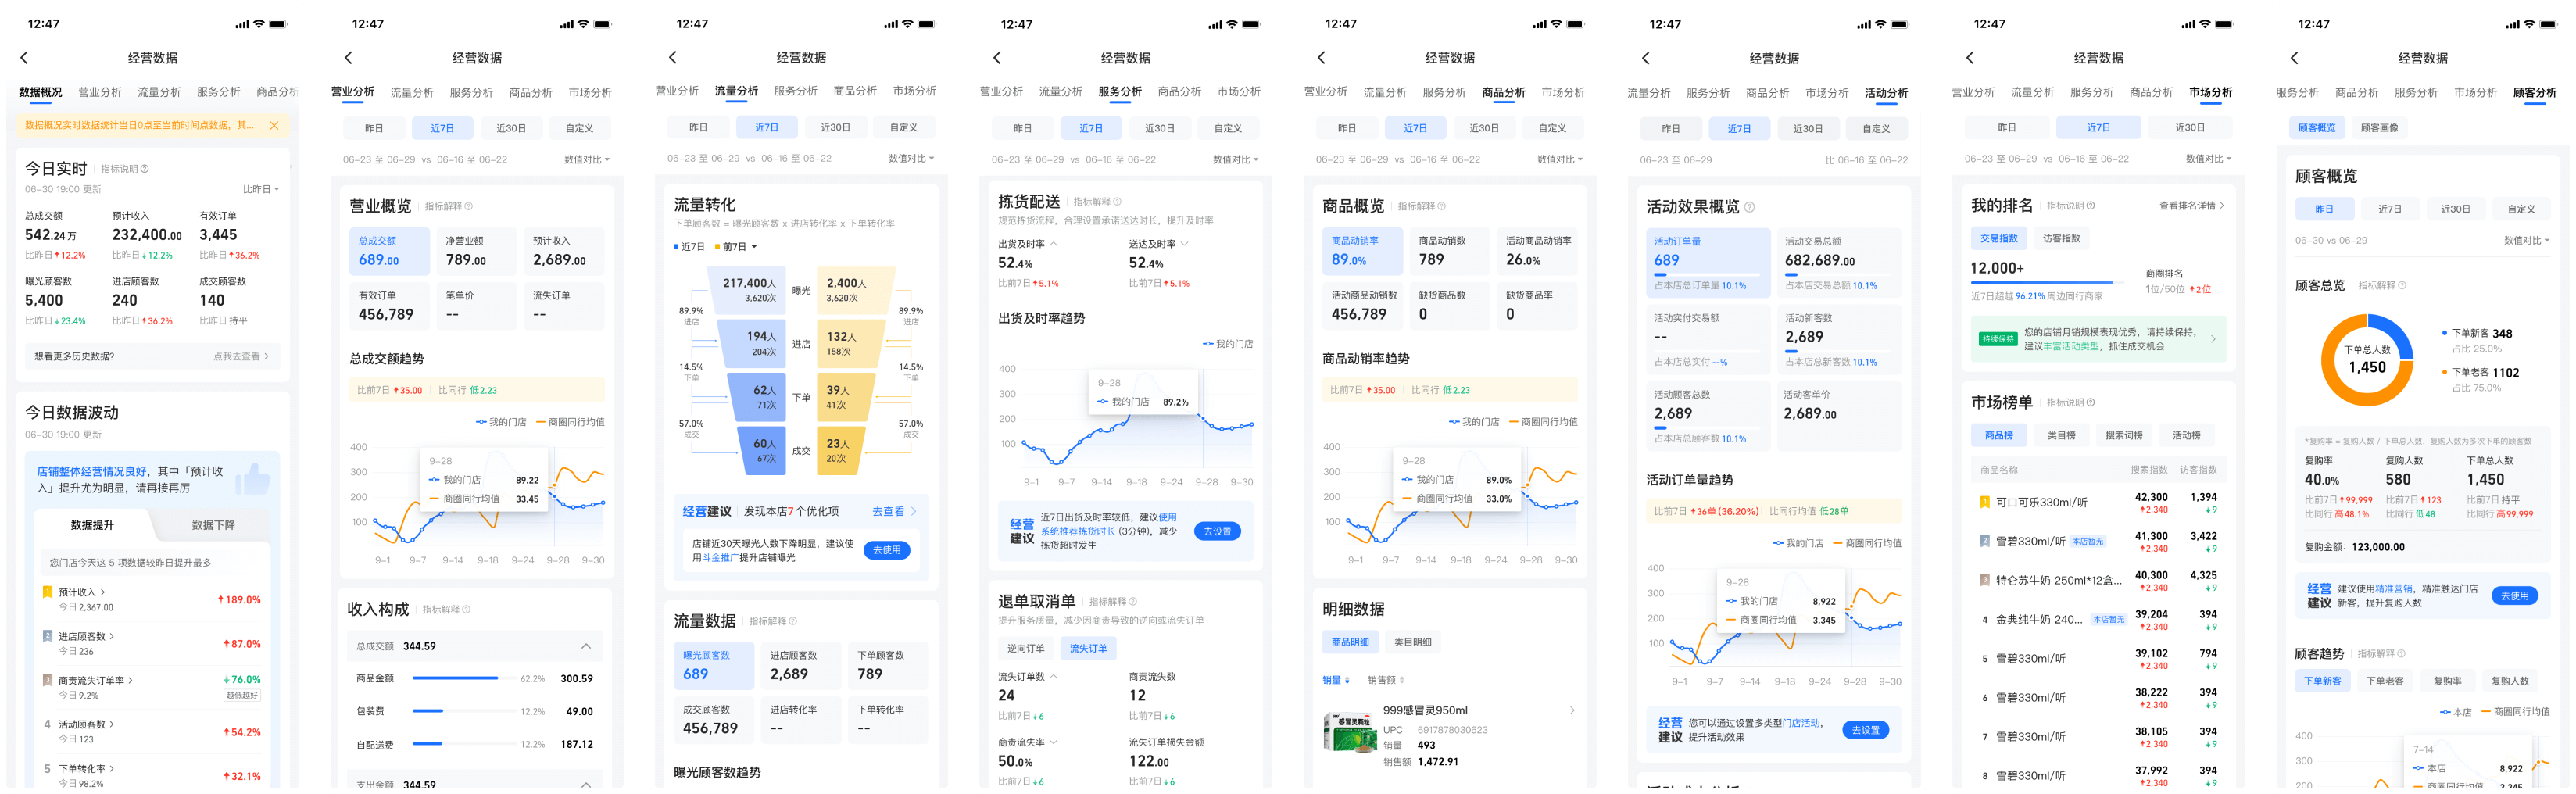 12:47
经营数据
数据概况 营业分析 流量分析 服务分析 商品分析
数据概况实时数据统计当日0点至当前时间点数据，其...
今日实时 指标说明
06-30 19:00 更新 比昨日
总成交额 预计收入 有效订单
542.24 万 232,400.00 3,445
比昨日 12.2% 比昨日 12.2% 比昨日 36.2%
曝光顾客数 进店顾客数 成交顾客数
5,400 240 140
比昨日 23.4% 比昨日 36.2% 比昨日 持平
想看更多历史数据? 点我去查看
今日数据波动
06-30 19:00 更新
店铺整体经营情况良好，其中「预计收
入」提升尤为明显，请再接再厉
数据提升 数据下降
您门店今天这 5 项数据较昨日提升最多
1 预计收入 189.0%
今日 2,367.00
2 进店顾客数 87.0%
今日 236
3 商责流失订单率 76.0%
今日 9.2% 越低越好
4 活动顾客数 54.2%
今日 123
5 下单转化率 32.1%
今日 98.2%
12:47
经营数据
营业分析 流量分析 服务分析 商品分析 市场分析
昨日 近7日 近30日 自定义
06-23 至 06-29 vs 06-16 至 06-22 数值对比
营业概览 指标解释
总成交额 净营业额 预计收入
689.00 789.00 2,689.00
有效订单 笔单价 流失订单
456,789 -- --
总成交额趋势
比前7日 35.00 比同行 低2.23
我的门店 商圈同行均值
400
300
200
100
9-28
我的门店 89.22
商圈同行均值 33.45
9-1 9-7 9-14 9-18 9-24 9-28 9-30
收入构成 指标解释
总成交额 344.59
商品金额 62.2% 300.59
包装费 12.2% 49.00
自配送费 12.2% 187.12
支出金额 344.59
12:47
经营数据
营业分析 流量分析 服务分析 商品分析 市场分析
昨日 近7日 近30日 自定义
06-23 至 06-29 vs 06-16 至 06-22 数值对比
流量转化
下单顾客数 = 曝光顾客数 x 进店转化率 x 下单转化率
近7日 前7日
217,400人 曝光 2,400人
3,620次 3,620次
89.9% 89.9%
进店 进店
194人 进店 132人
204次 158次
14.5% 14.5%
下单 下单
62人 下单 39人
71次 41次
57.0% 57.0%
成交 成交
60人 成交 23人
67次 20次
经营建议 发现本店7个优化项 去查看
店铺近30天曝光人数下降明显，建议使
用斗金推广提升店铺曝光 去使用
流量数据 指标解释
曝光顾客数 进店顾客数 下单顾客数
689 2,689 789
成交顾客数 进店转化率 下单转化率
456,789 -- --
曝光顾客数趋势
12:47
经营数据
营业分析 流量分析 服务分析 商品分析 市场分析
昨日 近7日 近30日 自定义
06-23 至 06-29 vs 06-16 至 06-22 数值对比
拣货配送 指标解释
规范拣货流程，合理设置承诺送达时长，提升及时率
出货及时率 送达及时率
52.4% 52.4%
比前7日 5.1% 比前7日 5.1%
出货及时率趋势
我的门店
400
300
200
100
9-28
我的门店 89.2%
9-1 9-7 9-14 9-18 9-24 9-28 9-30
经营建议 近7日出货及时率较低，建议使用
系统推荐拣货时长 (3分钟)，减少
拣货超时发生 去设置
退单取消单 指标解释
提升服务质量，减少因商责导致的逆向或流失订单
逆向订单 流失订单
流失订单数 商责流失数
24 12
比前7日 6 比前7日 6
商责流失率 流失订单损失金额
50.0% 122.00
比前7日 6 比前7日 6
12:47
经营数据
营业分析 流量分析 服务分析 商品分析 市场分析
昨日 近7日 近30日 自定义
06-23 至 06-29 vs 06-16 至 06-22 数值对比
商品概览 指标解释
商品动销率 商品动销数 活动商品动销率
89.0% 789 26.0%
活动商品动销数 缺货商品数 缺货商品率
456,789 0 0
商品动销率趋势
比前7日 35.00 比同行 低2.23
我的门店 商圈同行均值
400
300
200
100
9-28
我的门店 89.0%
商圈同行均值 33.0%
9-1 9-7 9-14 9-18 9-24 9-28 9-30
明细数据
商品明细 类目明细
销量 销售额
999感冒灵950ml
UPC 6917878030623
销量 493
销售额 1,472.91
感冒灵颗粒
12:47
经营数据
流量分析 服务分析 商品分析 市场分析 活动分析
昨日 近7日 近30日 自定义
06-23 至 06-29 比 06-16 至 06-22
活动效果概览
活动订单量 活动交易总额
689 682,689.00
占本店总订单量 10.1% 占本店交易总额 10.1%
活动实付交易额 活动新客数
-- 2,689
占本店总实付 --% 占本店总新客数 10.1%
活动顾客总数 活动客单价
2,689 2,689.00
占本店总顾客数 10.1%
活动订单量趋势
比前7日 36单(36.20%) 比同行均值 低28单
我的门店 商圈同行均值
400
300
200
100
9-28
我的门店 8,922
商圈同行均值 3,345
9-1 9-7 9-14 9-18 9-24 9-28 9-30
经营建议 您可以通过设置多类型门店活动，
提升活动效果 去设置
12:47
经营数据
营业分析 流量分析 服务分析 商品分析 市场分析
昨日 近7日 近30日
06-23 至 06-29 vs 06-16 至 06-22 数值对比
我的排名 指标说明 查看排名详情
交易指数 访客指数
12,000+ 商圈排名
近7日超越 96.21% 周边同行商家 1位/50位 2位
持续保持 您的店铺月销规模表现优秀，请持续保持，
建议丰富活动类型，抓住成交机会
市场榜单 指标说明
商品榜 类目榜 搜索词榜 活动榜
商品名称 搜索指数 访客指数
1 可口可乐330ml/听 42,300 1,394
2,340 9
2 雪碧330ml/听 本店暂无 41,300 3,422
2,340 9
3 特仑苏牛奶 250ml*12盒... 40,300 4,325
2,340 9
4 金典纯牛奶 240... 本店暂无 39,204 394
2,340 9
5 雪碧330ml/听 39,102 794
2,340 9
6 雪碧330ml/听 38,222 394
2,340 9
7 雪碧330ml/听 38,105 394
2,340 9
8 雪碧330ml/听 37,992 394
2,340 9
12:47
经营数据
服务分析 商品分析 服务分析 市场分析 顾客分析
顾客概览 顾客画像
顾客概览
昨日 近7日 近30日 自定义
06-30 vs 06-29 数值对比
顾客总览 指标解释
下单总人数
1,450
下单新客 348
占比 25.0%
下单老客 1102
占比 75.0%
*复购率 = 复购人数 / 下单总人数，复购人数为多次下单的顾客数
复购率 复购人数 下单总人数
40.0% 580 1,450
比前7日 99,999 比前7日 123 比前7日 持平
比同行 高48.1% 比同行 低48 比同行 高99,999
复购金额: 123,000.00
经营建议 建议使用精准营销，精准触达门店
新客，提升复购人数 去使用
顾客趋势 指标解释
下单新客 下单老客 复购率 复购人数
本店 商圈同行均值
400
300
200
7-14
本店 8,922
商圈同行均值 3,345